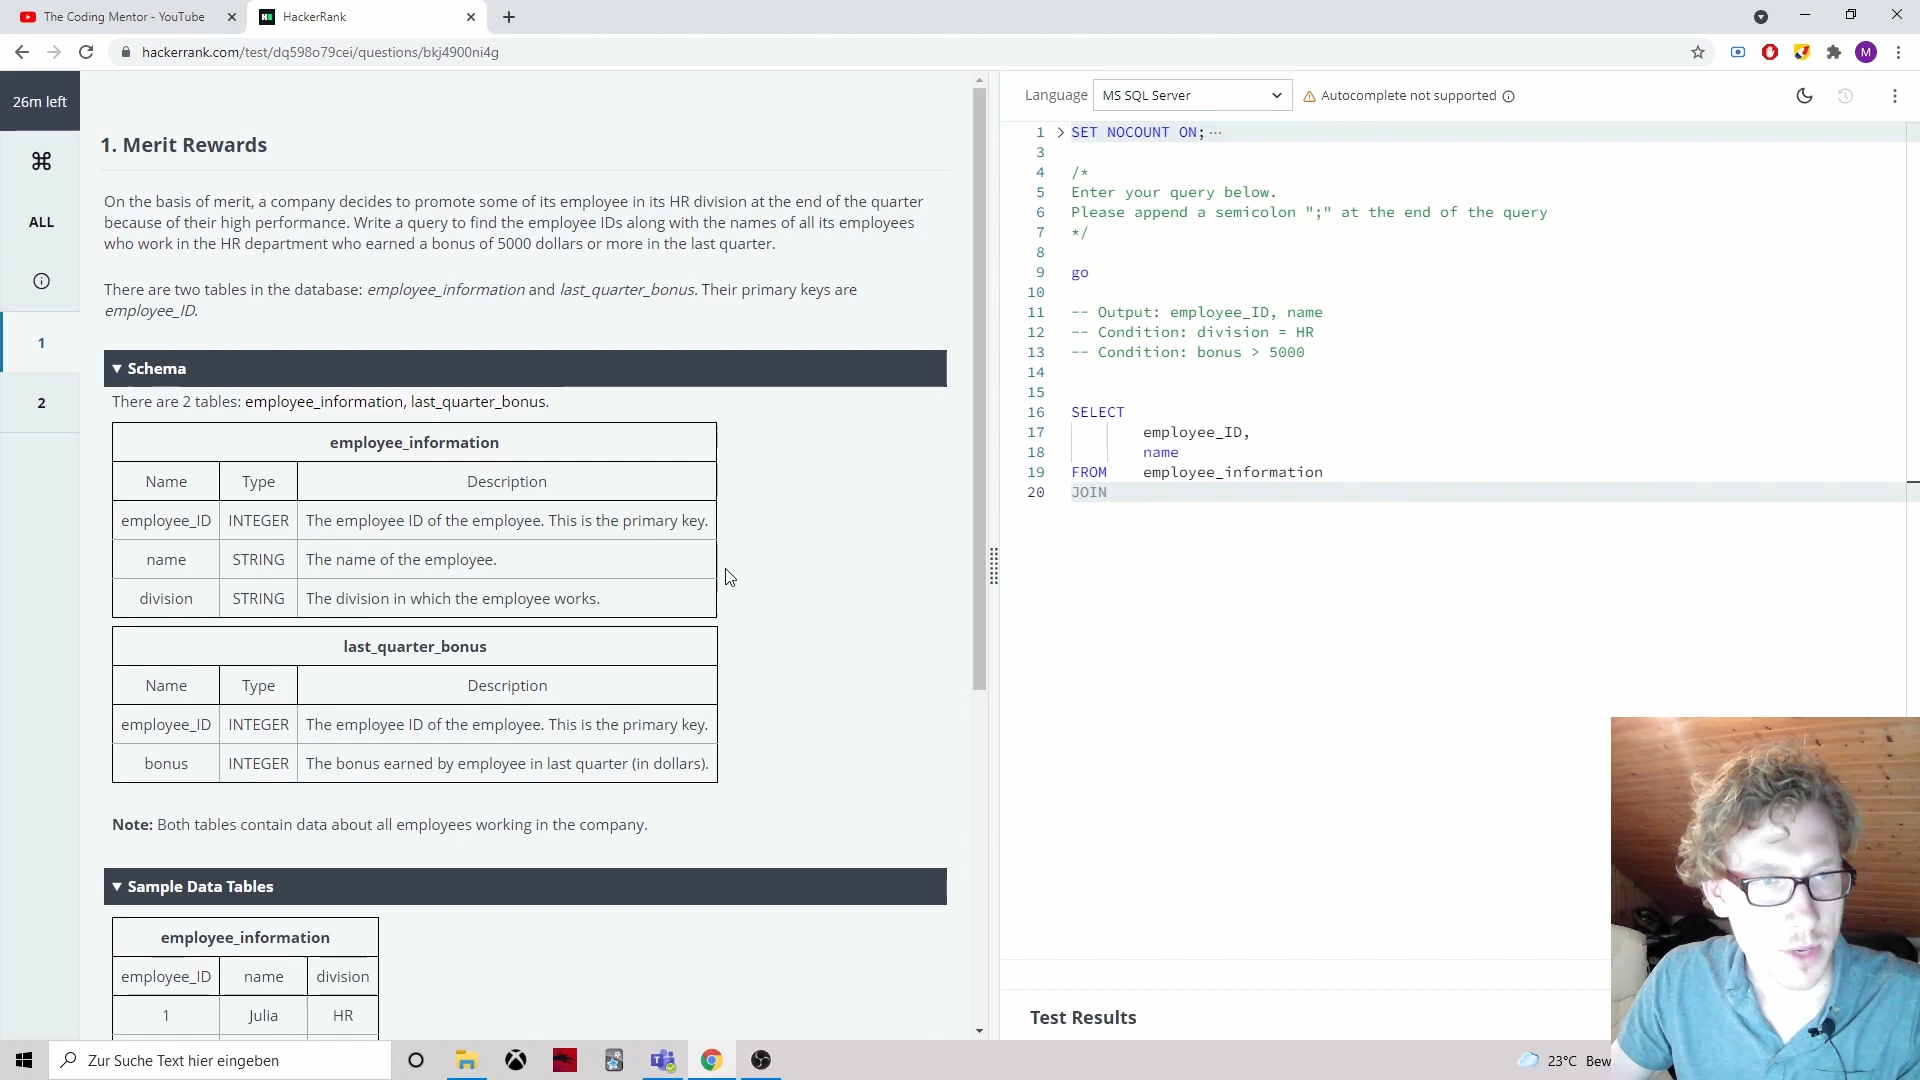 The Coding Mentor - YouTube
HackerRank
hackerrank.com/test/dq598o79cei/questions/bkj4900ni4g
M
26m left
ALL
1
2
1. Merit Rewards
On the basis of merit, a company decides to promote some of its employee in its HR division at the end of the quarter
because of their high performance. Write a query to find the employee IDs along with the names of all its employees
who work in the HR department who earned a bonus of 5000 dollars or more in the last quarter.
There are two tables in the database: employee_information and last_quarter_bonus. Their primary keys are
employee_ID.
Schema
There are 2 tables: employee_information, last_quarter_bonus.
employee_information
Name Type Description
employee_ID INTEGER The employee ID of the employee. This is the primary key.
name STRING The name of the employee.
division STRING The division in which the employee works.
last_quarter_bonus
Name Type Description
employee_ID INTEGER The employee ID of the employee. This is the primary key.
bonus INTEGER The bonus earned by employee in last quarter (in dollars).
Note: Both tables contain data about all employees working in the company.
Sample Data Tables
employee_information
employee_ID name division
1 Julia HR
Language MS SQL Server Autocomplete not supported
1 SET NOCOUNT ON; ...
3
4 /*
5 Enter your query below.
6 Please append a semicolon ";" at the end of the query
7 */
8
9 go
10
11 -- Output: employee_ID, name
12 -- Condition: division = HR
13 -- Condition: bonus > 5000
14
15
16 SELECT
17 employee_ID,
18 name
19 FROM employee_information
20 JOIN
Test Results
Zur Suche Text hier eingeben
23°C Bew